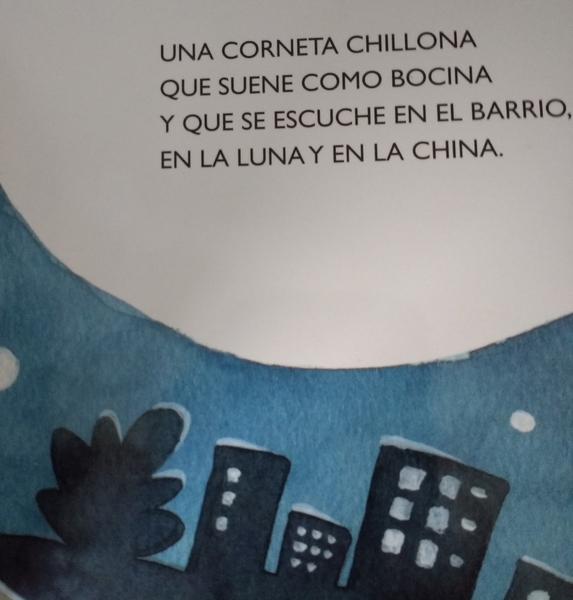 UNA CORNETA CHILLONA
QUE SUENE COMO BOCINA
Y QUE SE ESCUCHE EN EL BARRIO,
EN LA LUNA Y EN LA CHINA.